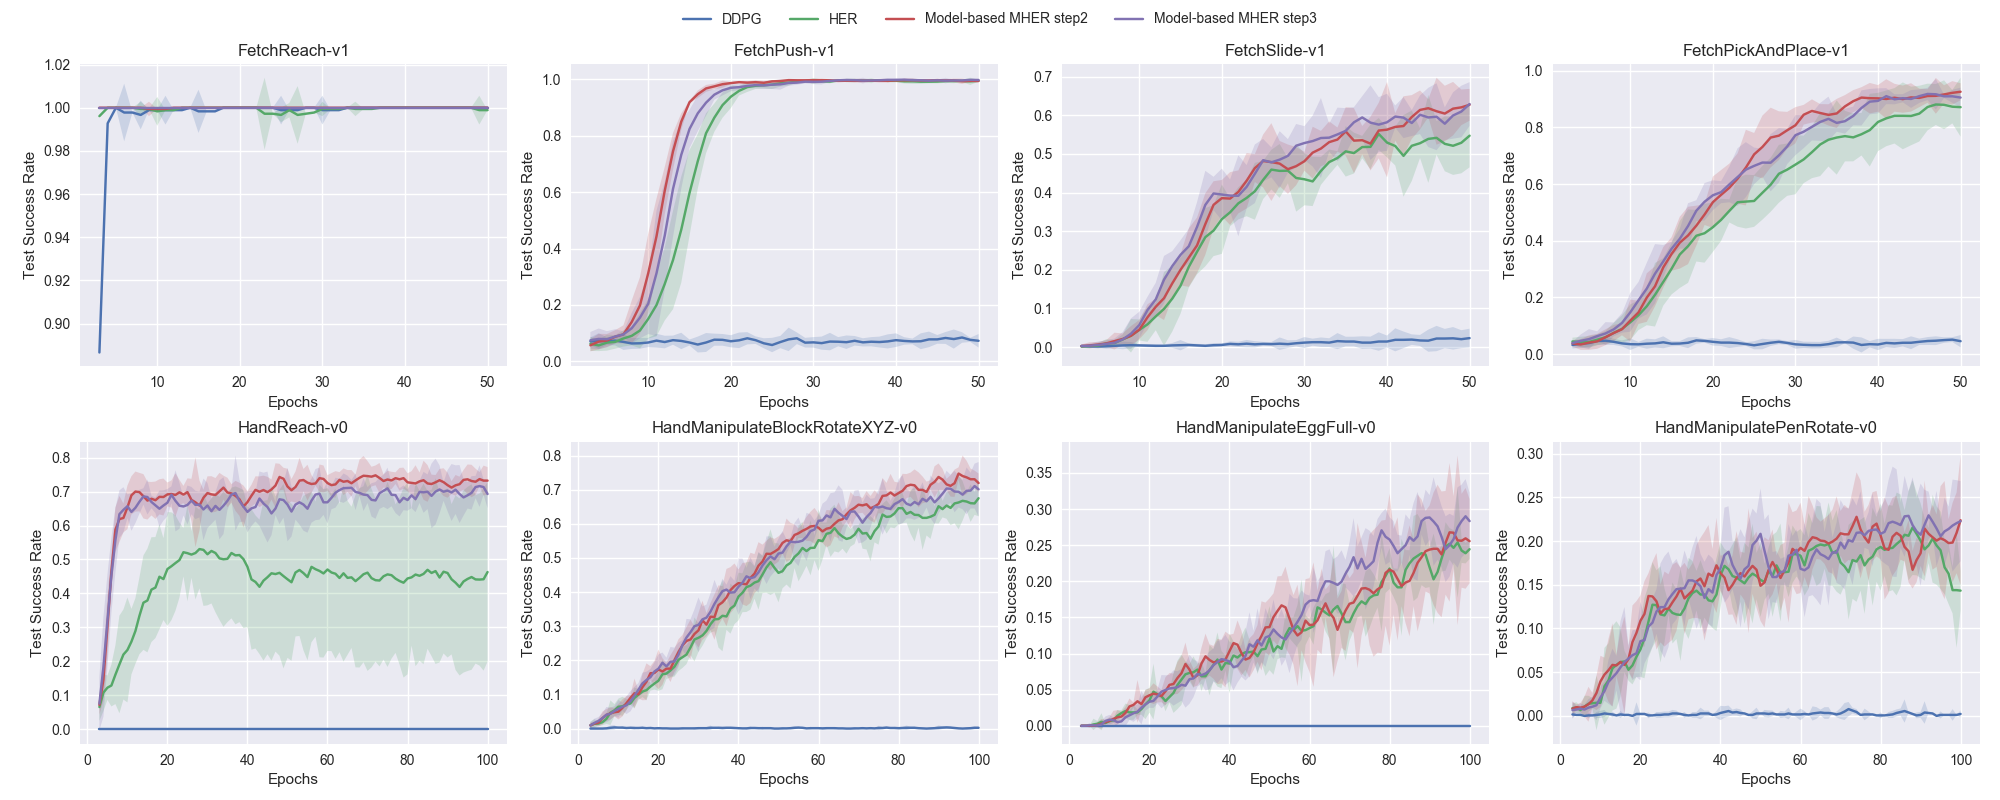 DDPG HER Model-based MHER step2 Model-based MHER step3
FetchReach-v1
1.02
1.00
0.98
0.96
0.94
0.92
0.90
Test Success Rate
10 20 30 40 50
Epochs
FetchPush-v1
1.0
0.8
0.6
0.4
0.2
0.0
Test Success Rate
10 20 30 40 50
Epochs
FetchSlide-v1
0.7
0.6
0.5
0.4
0.3
0.2
0.1
0.0
Test Success Rate
10 20 30 40 50
Epochs
FetchPickAndPlace-v1
1.0
0.8
0.6
0.4
0.2
0.0
Test Success Rate
10 20 30 40 50
Epochs
HandReach-v0
0.8
0.7
0.6
0.5
0.4
0.3
0.2
0.1
0.0
Test Success Rate
0 20 40 60 80 100
Epochs
HandManipulateBlockRotateXYZ-v0
0.8
0.7
0.6
0.5
0.4
0.3
0.2
0.1
0.0
Test Success Rate
0 20 40 60 80 100
Epochs
HandManipulateEggFull-v0
0.35
0.30
0.25
0.20
0.15
0.10
0.05
0.00
Test Success Rate
0 20 40 60 80 100
Epochs
HandManipulatePenRotate-v0
0.30
0.25
0.20
0.15
0.10
0.05
0.00
Test Success Rate
0 20 40 60 80 100
Epochs